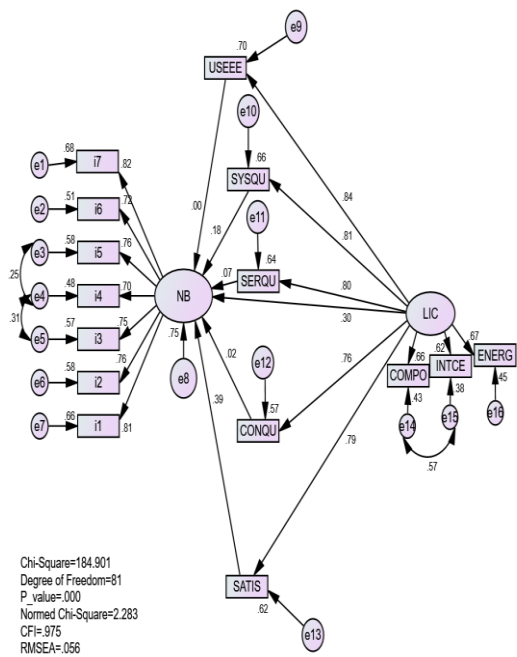 e9
.70
USEEE
e10
.68
e1
i7
.82
.66
SYSQU
.51
e2
i6
.72
e11
.84
.00
.81
.58
e3
i5
.76
.18
.64
.25
SERQU
.07
.80
.48
e4
i4
.70
NB
.30
LIC
.31
.57
e5
i3
.75
.75
.67
.62
ENERG
.02
e12
.76
.66
INTCE
.58
e6
i2
.76
e8
COMPO
.38
.45
.39
.57
.43
.66
e7
i1
.81
CONQU
e14
e15
e16
.79
.57
Chi-Square=184.901
Degree of Freedom=81
P_value=.000
Normed Chi-Square=2.283
CFI=.975
RMSEA=.056
SATIS
.62
e13